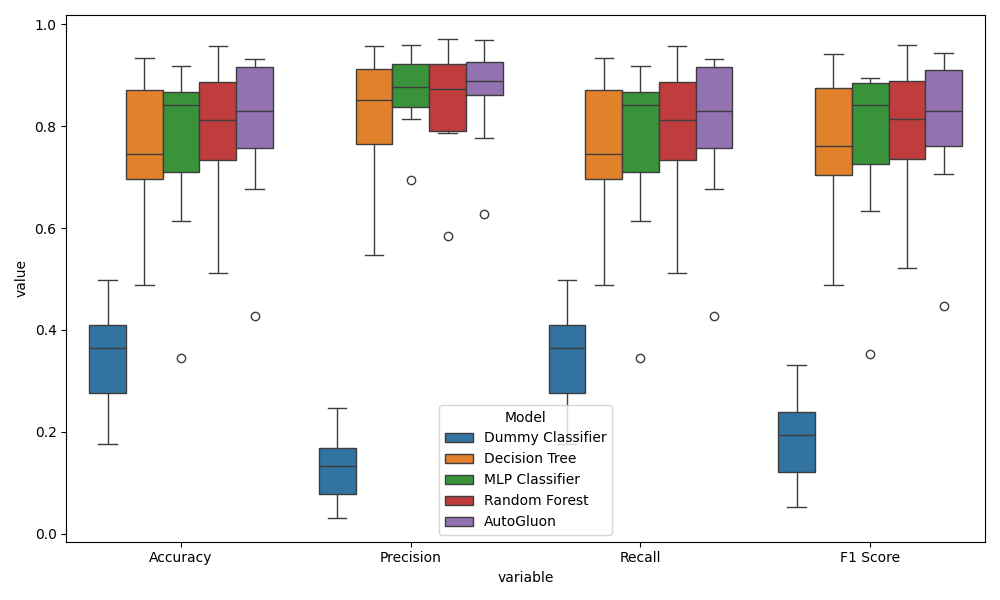 1.0
0.8
0.6
0.4
0.2
0.0
value
Model
Dummy Classifier
Decision Tree
MLP Classifier
Random Forest
AutoGluon
Accuracy
Precision
Recall
F1 Score
variable